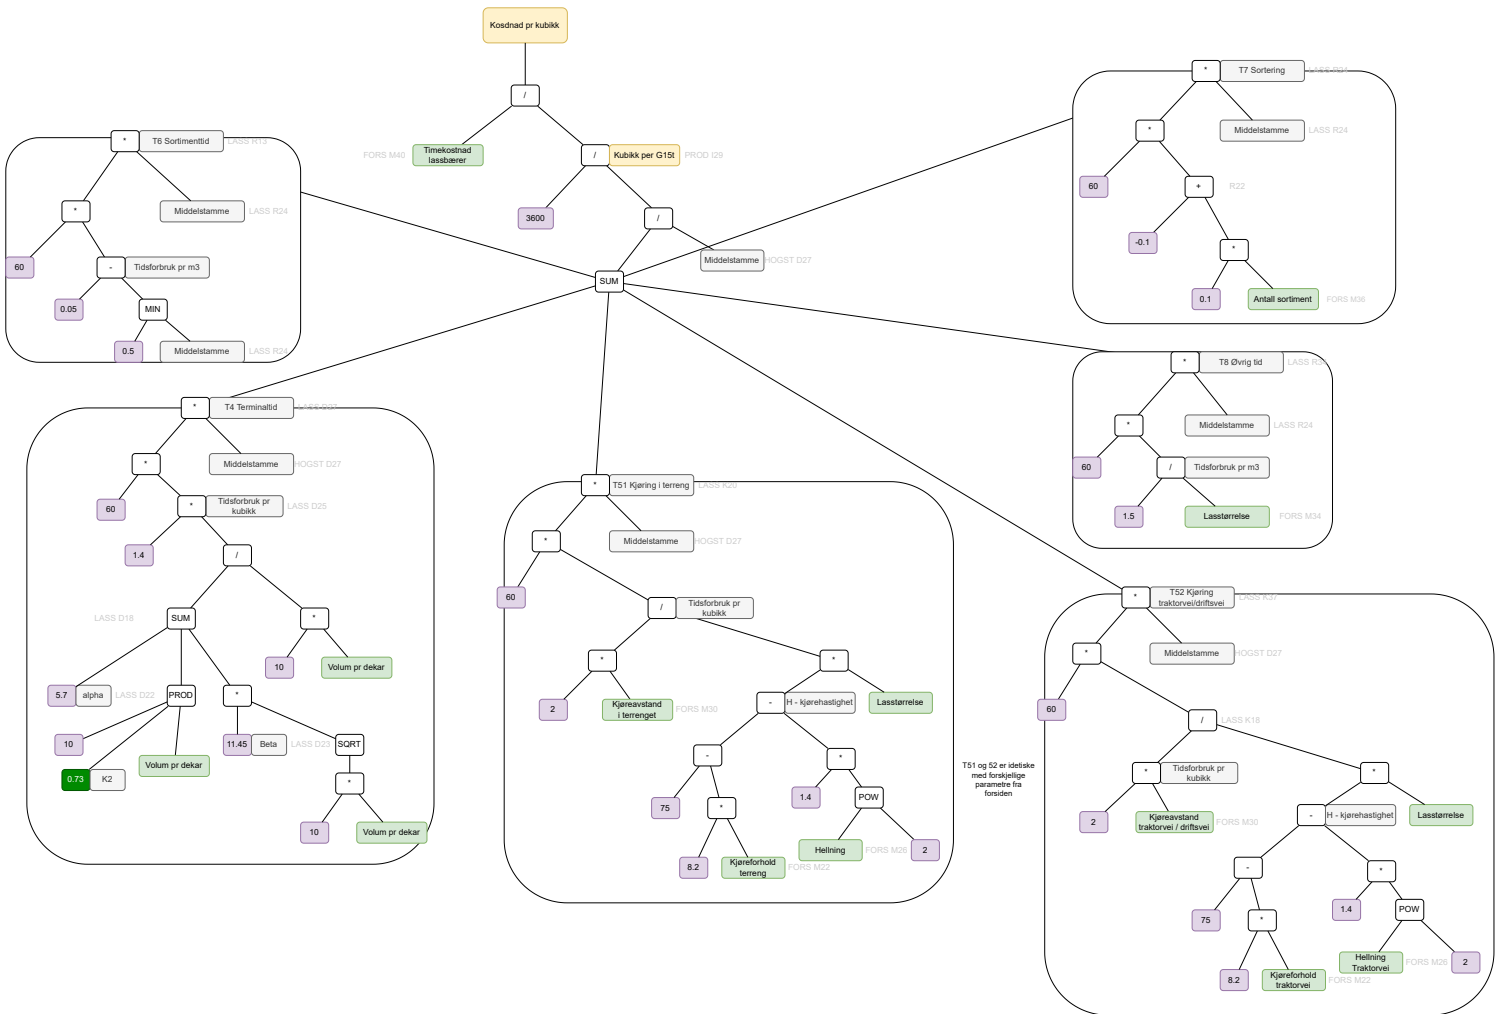 Kosdnad pr kubikk
/
FORS M40
Timekostnad
lassbærer
/
Kubikk per G15t
PROD I29
3600
/
Middelstamme
HOGST D27
SUM
*
T6 Sortimenttid
LASS R13
*
Middelstamme
LASS R24
60
-
Tidsforbruk pr m3
0.05
MIN
0.5
Middelstamme
LASS R24
*
T7 Sortering
LASS R24
*
Middelstamme
LASS R24
60
+
R22
-0.1
*
0.1
Antall sortiment
FORS M36
*
T8 Øvrig tid
*
Middelstamme
LASS R24
60
/
Tidsforbruk pr m3
1.5
Lasstørrelse
FORS M34
*
T4 Terminaltid
LASS D27
*
Middelstamme
HOGST D27
60
*
Tidsforbruk pr
kubikk
LASS D25
1.4
/
LASS D18
SUM
*
10
Volum pr dekar
5.7
alpha
LASS D22
PROD
*
10
0.73
K2
Volum pr dekar
11.45
Beta
LASS D23
SQRT
*
10
Volum pr dekar
*
T51 Kjøring i terreng
LASS K20
*
Middelstamme
HOGST D27
60
/
Tidsforbruk pr
kubikk
*
*
2
Kjøreavstand
i terrenget
FORS M30
-
H - kjørehastighet
Lasstørrelse
-
*
75
*
1.4
POW
8.2
Kjøreforhold
terreng
FORS M22
Hellning
FORS M26
2
T51 og 52 er idetiske
med forskjellige
parametre fra
forsiden
*
T52 Kjøring
traktorvei/driftsvei
LASS K37
*
Middelstamme
HOGST D27
60
/
LASS K18
*
Tidsforbruk pr
kubikk
*
2
Kjøreavstand
traktorvei / driftsvei
FORS M30
-
H - kjørehastighet
Lasstørrelse
-
*
75
*
1.4
POW
8.2
Kjøreforhold
traktorvei
FORS M22
Hellning
Traktorvei
FORS M26
2